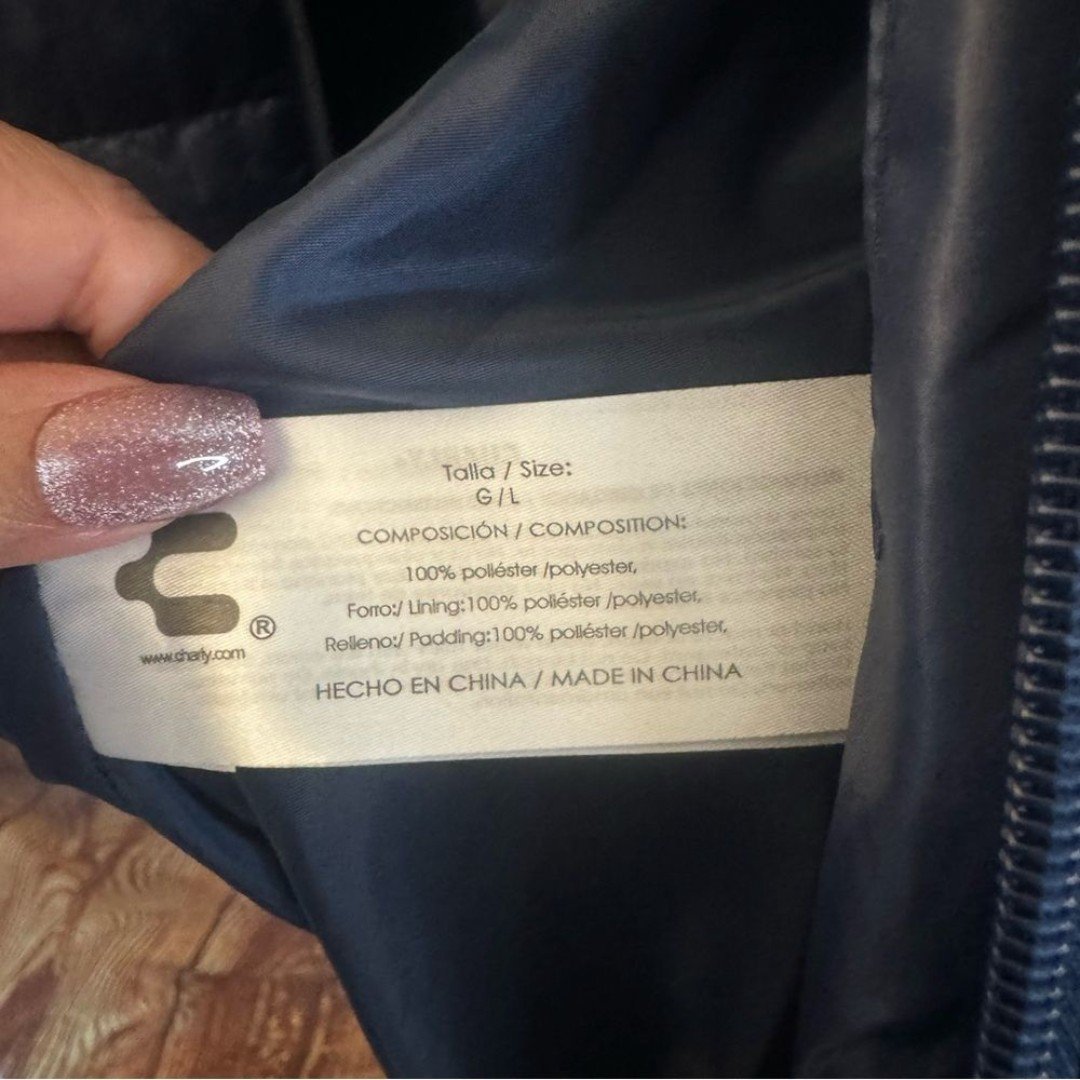 Talla / Size:
G/L
COMPOSICIÓN / COMPOSITION:
100% poliéster /polyester,
Forro:/ Lining:100% poliéster /polyester,
Relleno:/ Padding:100% poliéster /polyester,
HECHO EN CHINA / MADE IN CHINA
®
www.charly.com